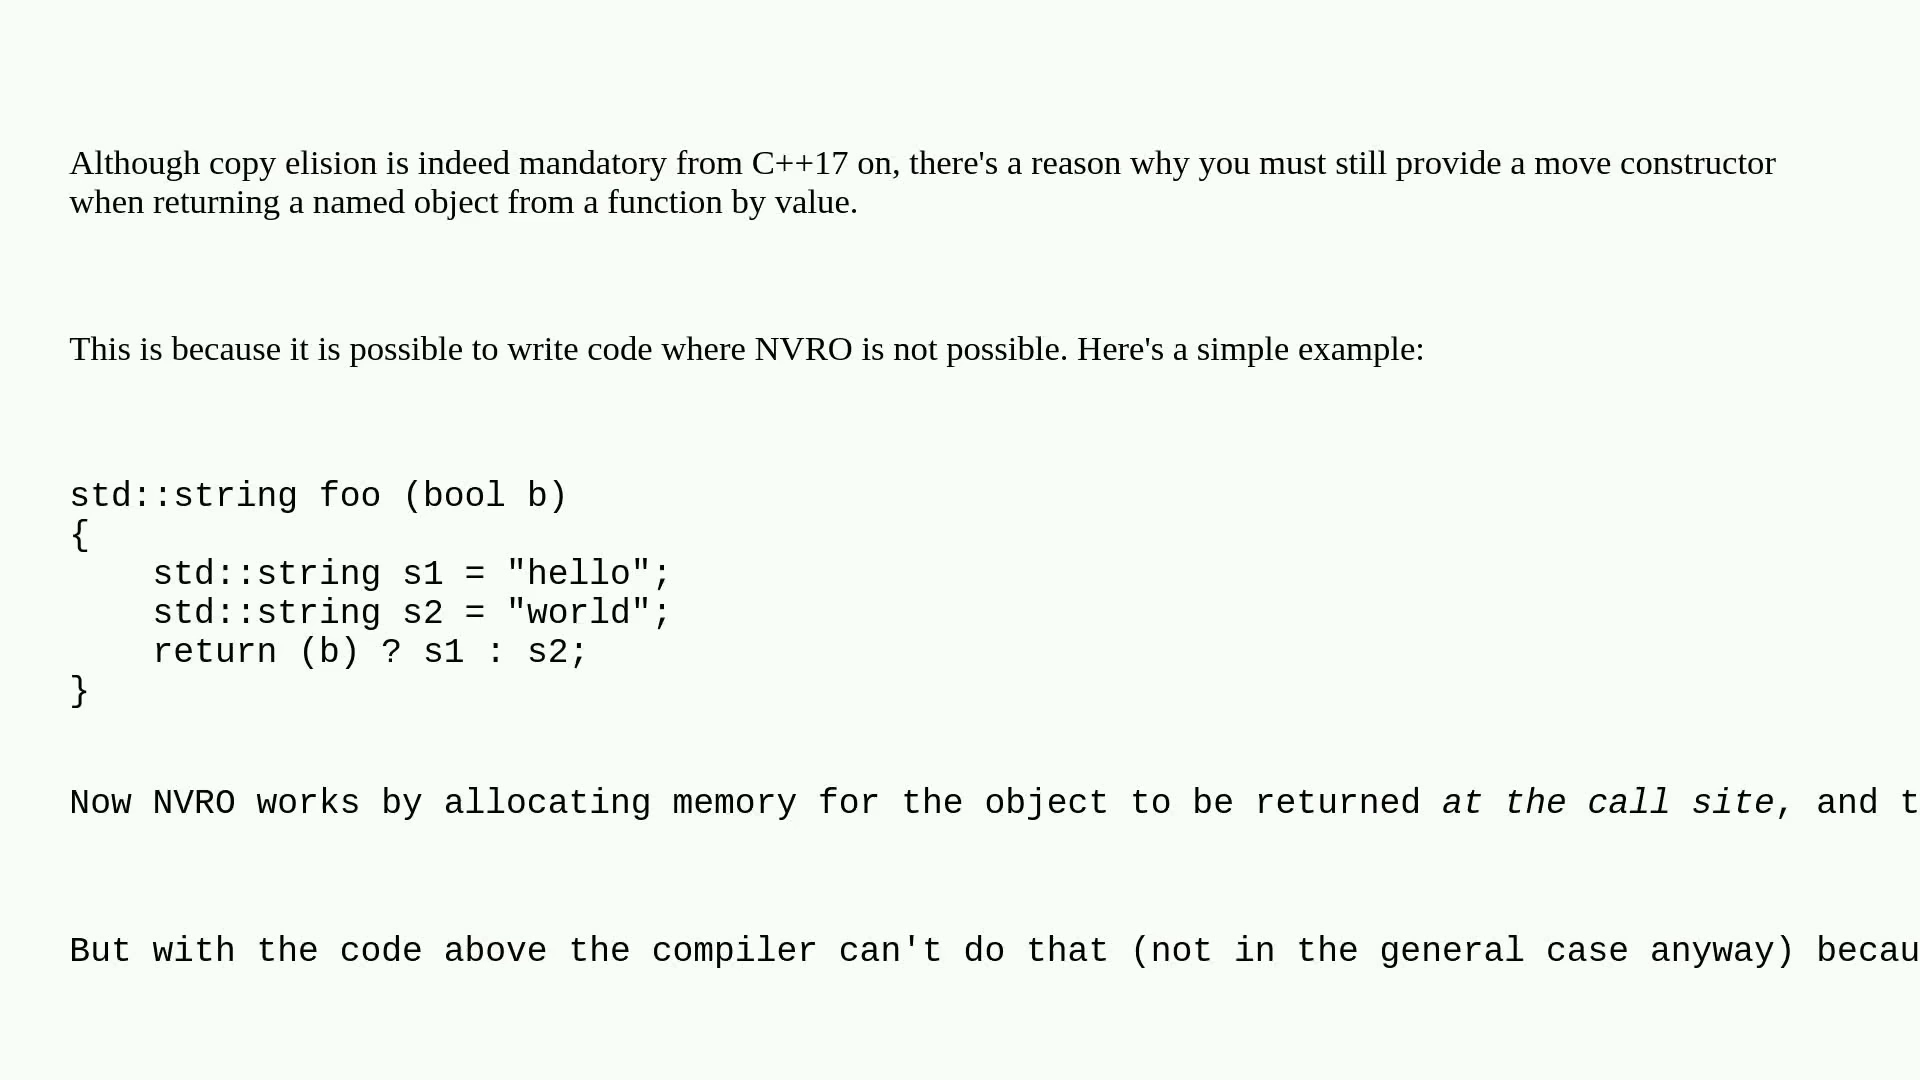 Although copy elision is indeed mandatory from C++17 on, there's a reason why you must still provide a move constructor
when returning a named object from a function by value.
This is because it is possible to write code where NVRO is not possible. Here's a simple example:
std::string foo (bool b)
{
    std::string s1 = "hello";
    std::string s2 = "world";
    return (b) ? s1 : s2;
}
Now NVRO works by allocating memory for the object to be returned at the call site, and t
But with the code above the compiler can't do that (not in the general case anyway) becau